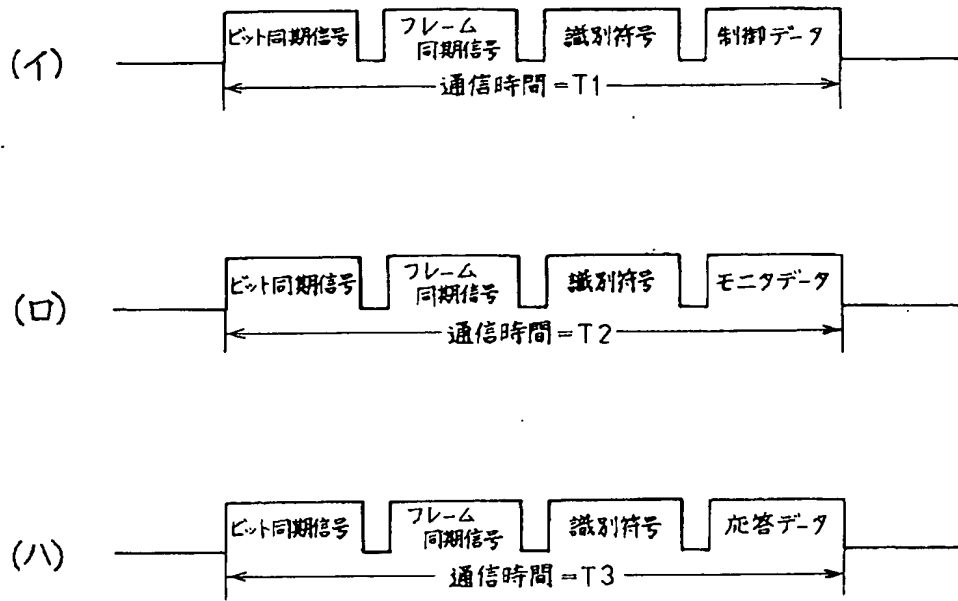 (イ)
ビット同期信号
フレーム
同期信号
識別符号
制御データ
通信時間=T1
(ロ)
ビット同期信号
フレーム
同期信号
識別符号
モニタデータ
通信時間=T2
(ハ)
ビット同期信号
フレーム
同期信号
識別符号
応答データ
通信時間=T3